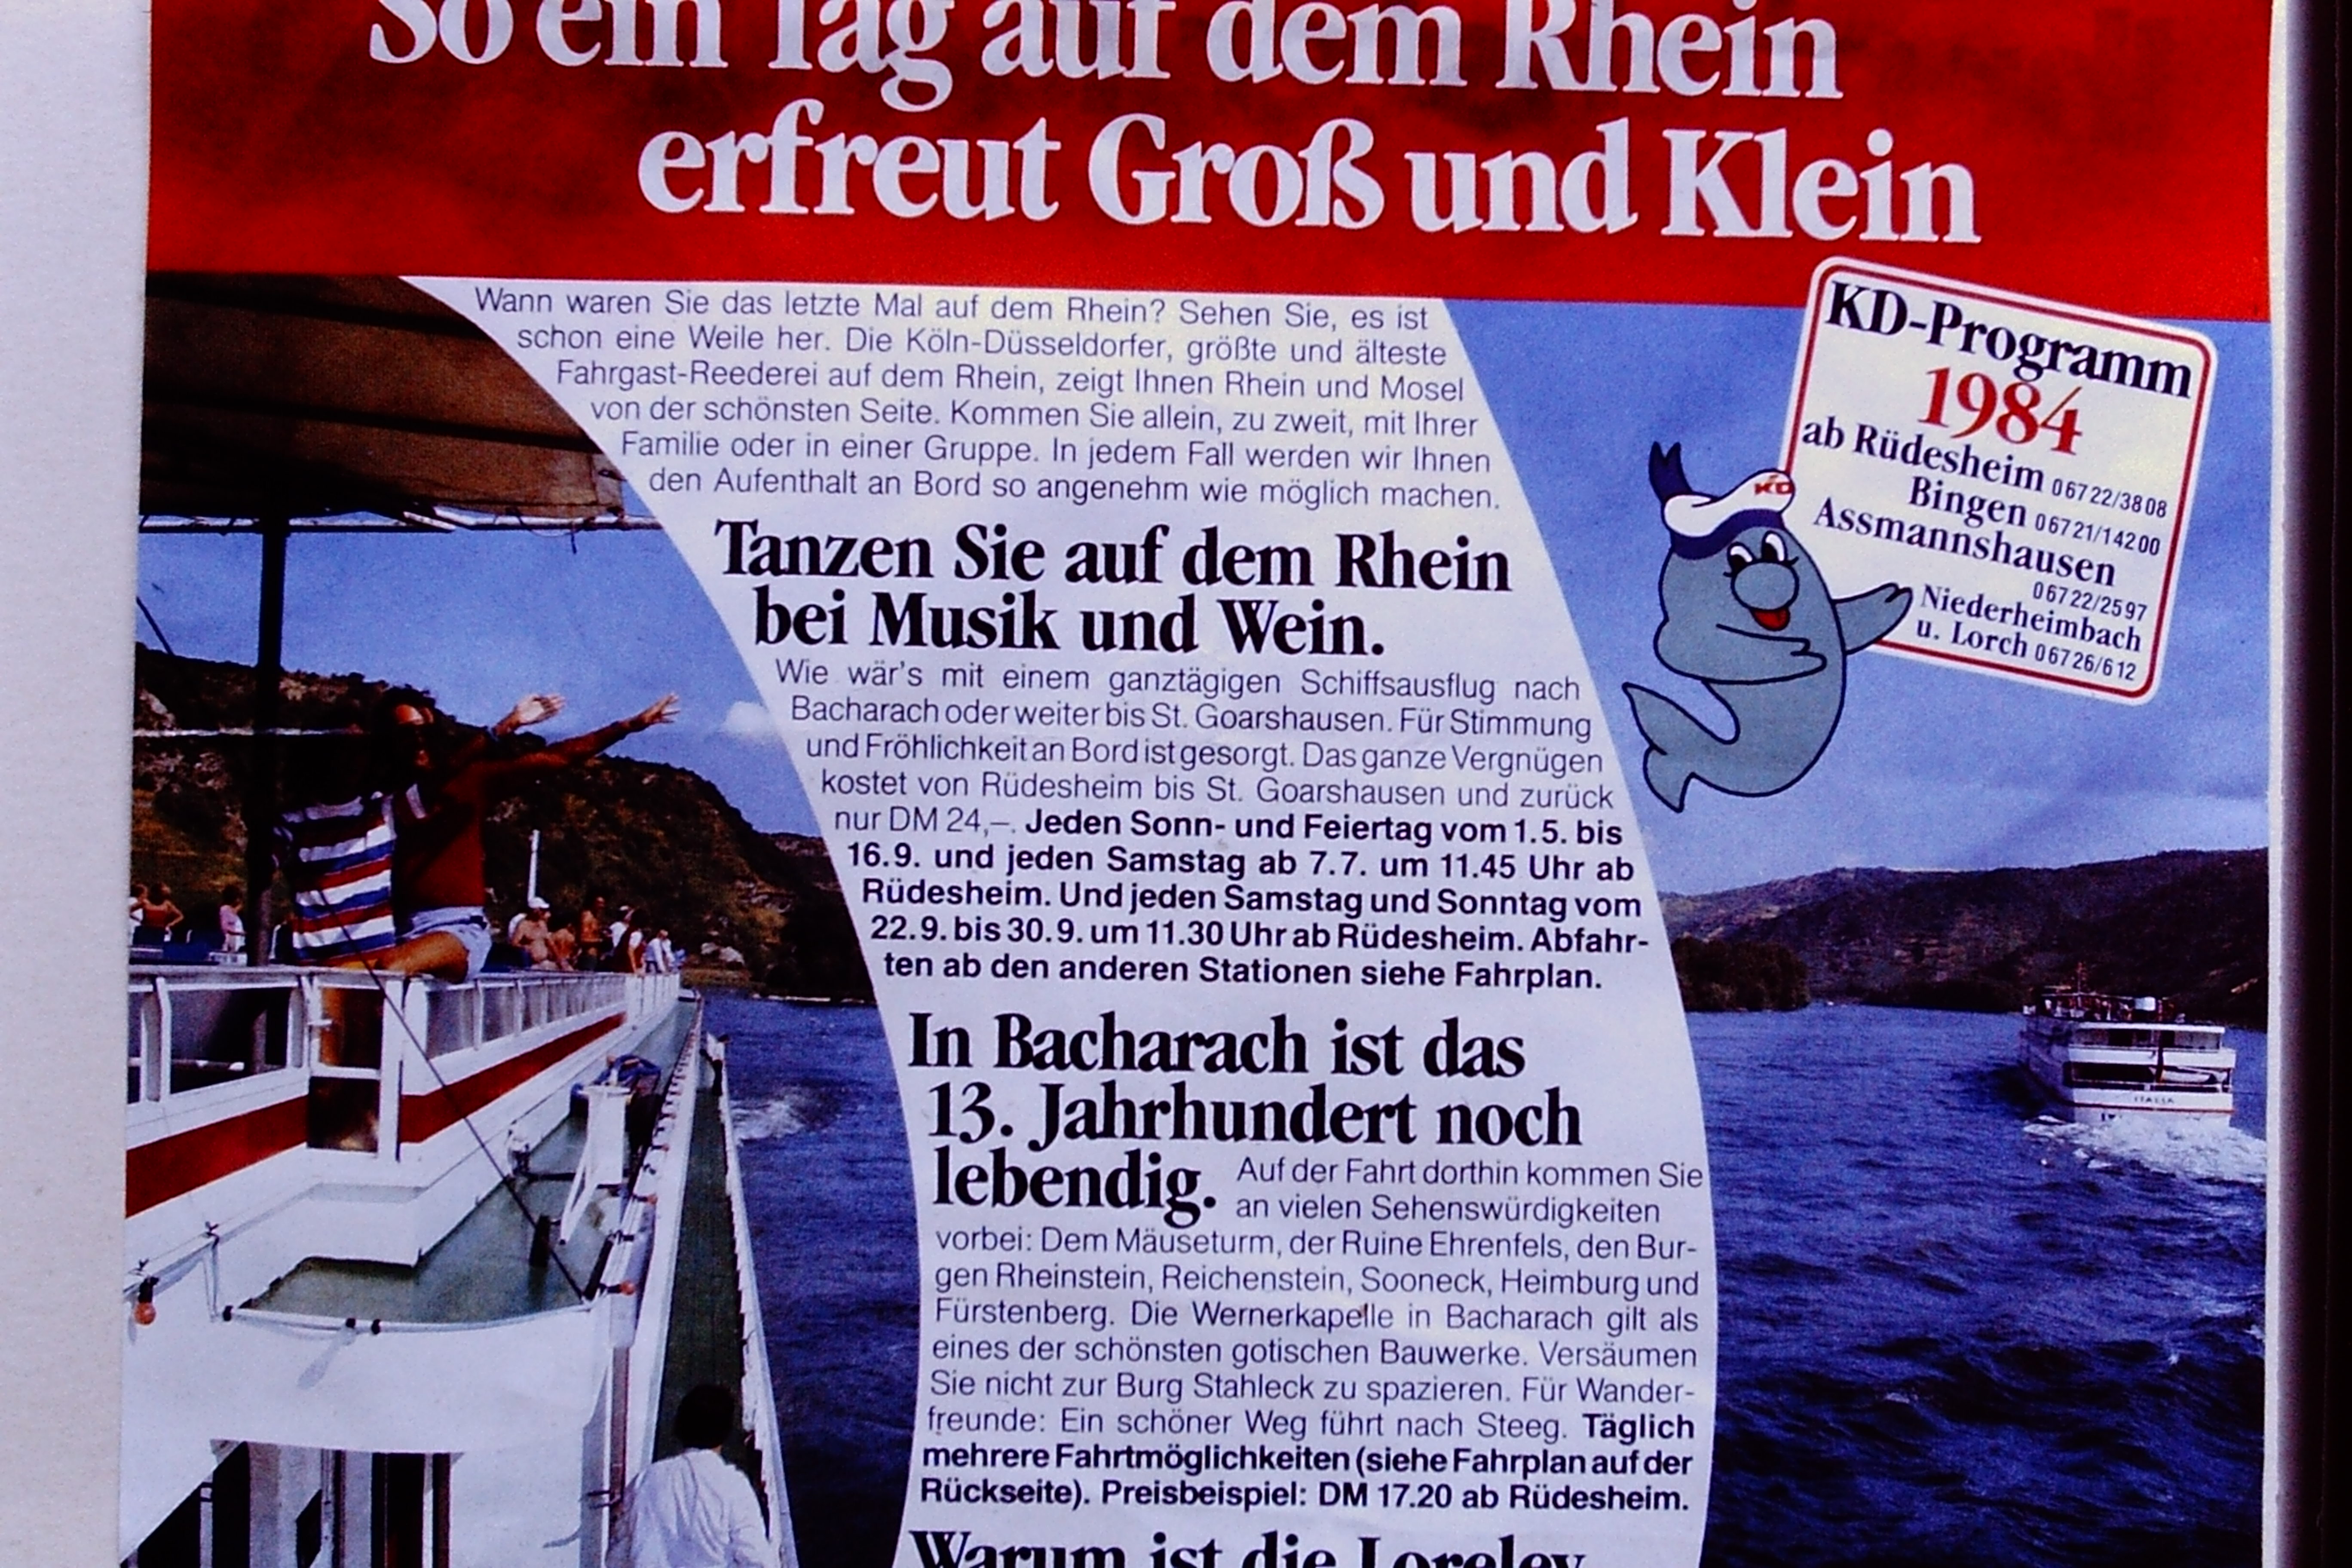 So ein Tag auf dem Rhein
erfreut Groß und Klein
Wann waren Sie das letzte Mal auf dem Rhein? Sehen Sie, es ist
schon eine Weile her. Die Köln-Düsseldorfer, größte und älteste
Fahrgast-Reederei auf dem Rhein, zeigt Ihnen Rhein und Mosel
von der schönsten Seite. Kommen Sie allein, zu zweit, mit Ihrer
Familie oder in einer Gruppe. In jedem Fall werden wir Ihnen
den Aufenthalt an Bord so angenehm wie möglich machen.
KD-Programm
1984
ab Rüdesheim 06722/3808
Bingen 06721/14200
Assmannshausen
06722/2597
Niederheimbach
u. Lorch 06726/612
KD
Tanzen Sie auf dem Rhein
bei Musik und Wein.
Wie wär's mit einem ganztägigen Schiffsausflug nach
Bacharach oder weiter bis St. Goarshausen. Für Stimmung
und Fröhlichkeit an Bord ist gesorgt. Das ganze Vergnügen
kostet von Rüdesheim bis St. Goarshausen und zurück
nur DM 24,–. Jeden Sonn- und Feiertag vom 1.5. bis
16.9. und jeden Samstag ab 7.7. um 11.45 Uhr ab
Rüdesheim. Und jeden Samstag und Sonntag vom
22.9. bis 30.9. um 11.30 Uhr ab Rüdesheim. Abfahr-
ten ab den anderen Stationen siehe Fahrplan.
In Bacharach ist das
13. Jahrhundert noch
lebendig. Auf der Fahrt dorthin kommen Sie
an vielen Sehenswürdigkeiten
vorbei: Dem Mäuseturm, der Ruine Ehrenfels, den Bur-
gen Rheinstein, Reichenstein, Sooneck, Heimburg und
Fürstenberg. Die Wernerkapelle in Bacharach gilt als
eines der schönsten gotischen Bauwerke. Versäumen
Sie nicht zur Burg Stahleck zu spazieren. Für Wander-
freunde: Ein schöner Weg führt nach Steeg. Täglich
mehrere Fahrtmöglichkeiten (siehe Fahrplan auf der
Rückseite). Preisbeispiel: DM 17.20 ab Rüdesheim.
Warum ist die Loreley
ITALIA